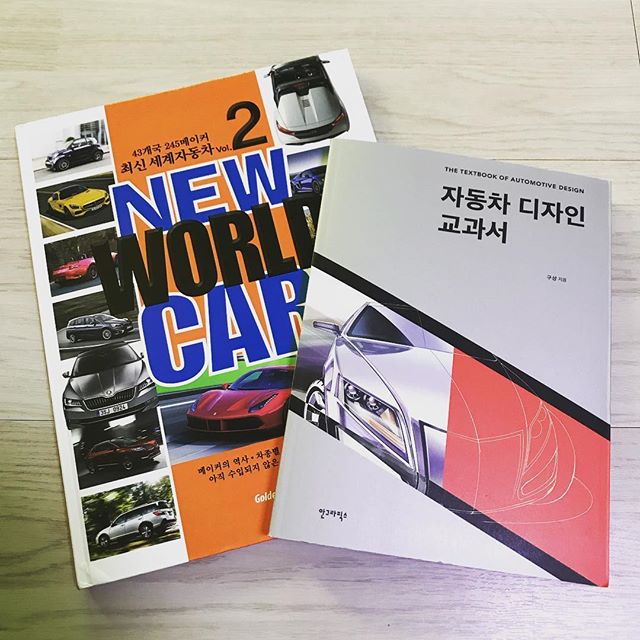 43개국 245메이커
최신 세계자동차 Vol. 2
NEW
WORLD
CAR
메이커의 역사·차종별
아직 수입되지 않은
Golde
3AJ 0924
THE TEXTBOOK OF AUTOMOTIVE DESIGN
자동차 디자인
교과서
구상 지음
안그라픽스